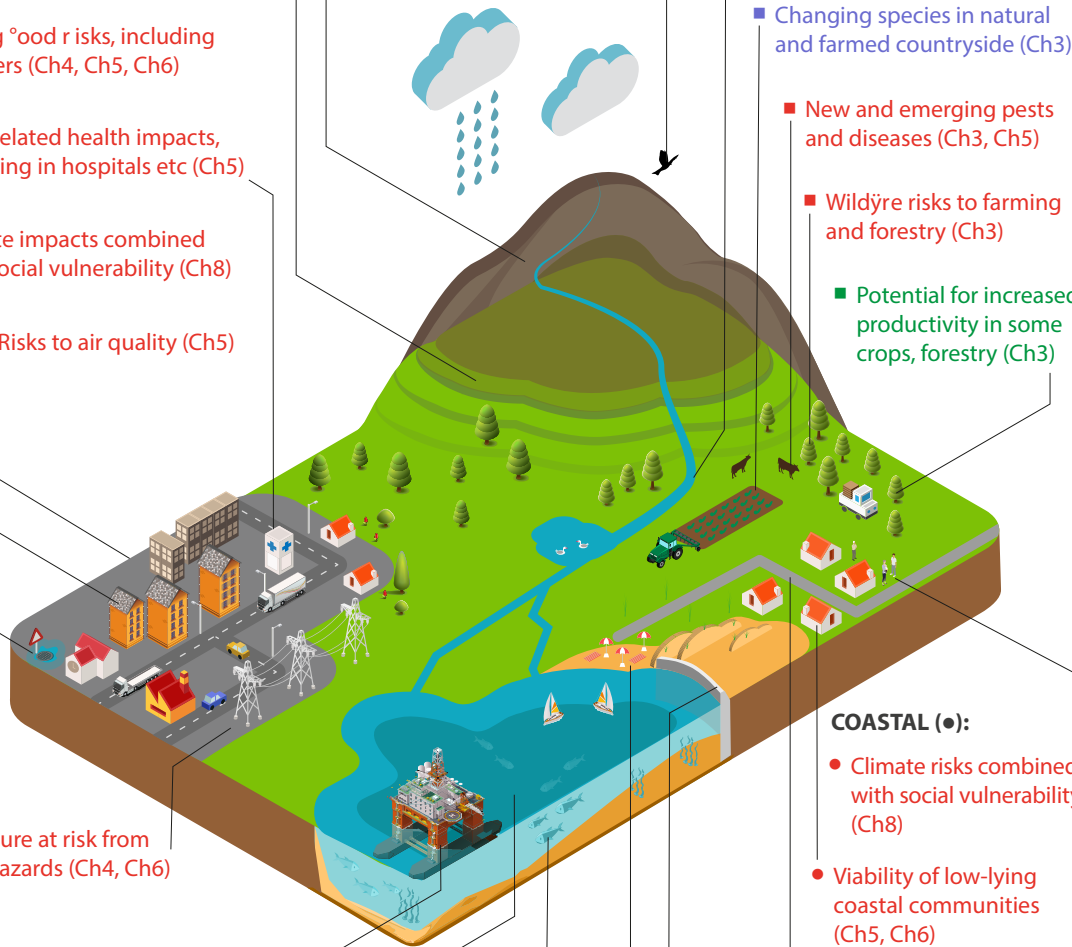 g °ood r isks, including
ers (Ch4, Ch5, Ch6)
elated health impacts,
ing in hospitals etc (Ch5)
te impacts combined
ocial vulnerability (Ch8)
Risks to air quality (Ch5)
ure at risk from
azards (Ch4, Ch6)
■ Changing species in natural
and farmed countryside (Ch3)
■ New and emerging pests
and diseases (Ch3, Ch5)
■ Wildÿre risks to farming
and forestry (Ch3)
■ Potential for increased
productivity in some
crops, forestry (Ch3)
COASTAL (●):
● Climate risks combined
with social vulnerability
(Ch8)
● Viability of low-lying
coastal communities
(Ch5, Ch6)